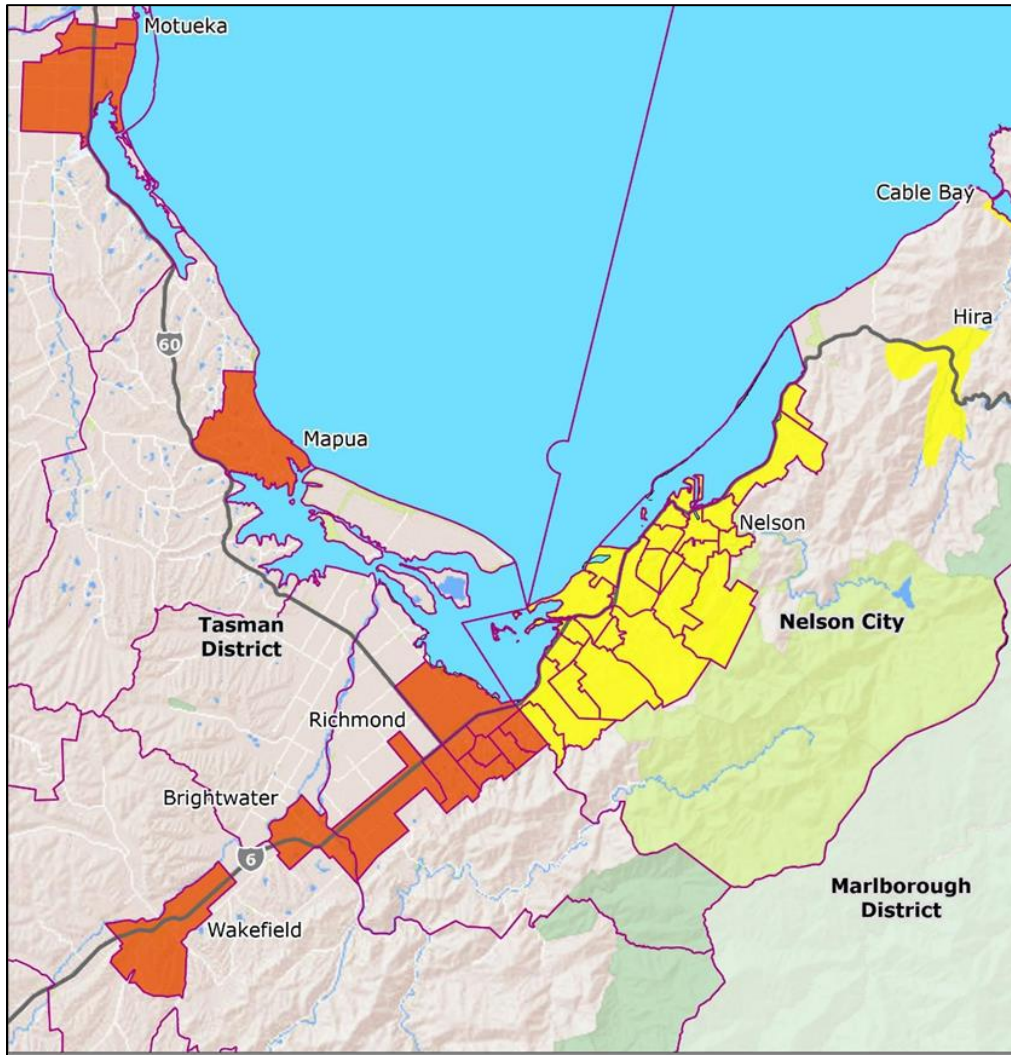 Motueka
Cable Bay
Hira
60
Mapua
Nelson
Tasman
District
Nelson City
Richmond
Brightwater
6
Marlborough
District
Wakefield